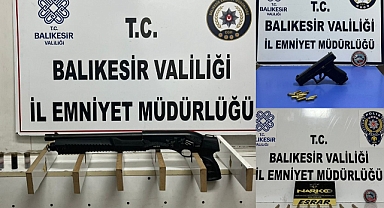 BALIKESİR
VALİLİĞİ
T.C.
BALIKESİR VALİLİĞİ
İL EMNİYET MÜDÜRLÜĞÜ
T.C.
BALIKESİR VALİLİĞİ
İL EMNİYET MÜDÜRLÜĞÜ
T.C.
BALIKESİR VALİLİĞİ
İL EMNİYET MÜDÜRLÜĞÜ
NARKO
ESRAR